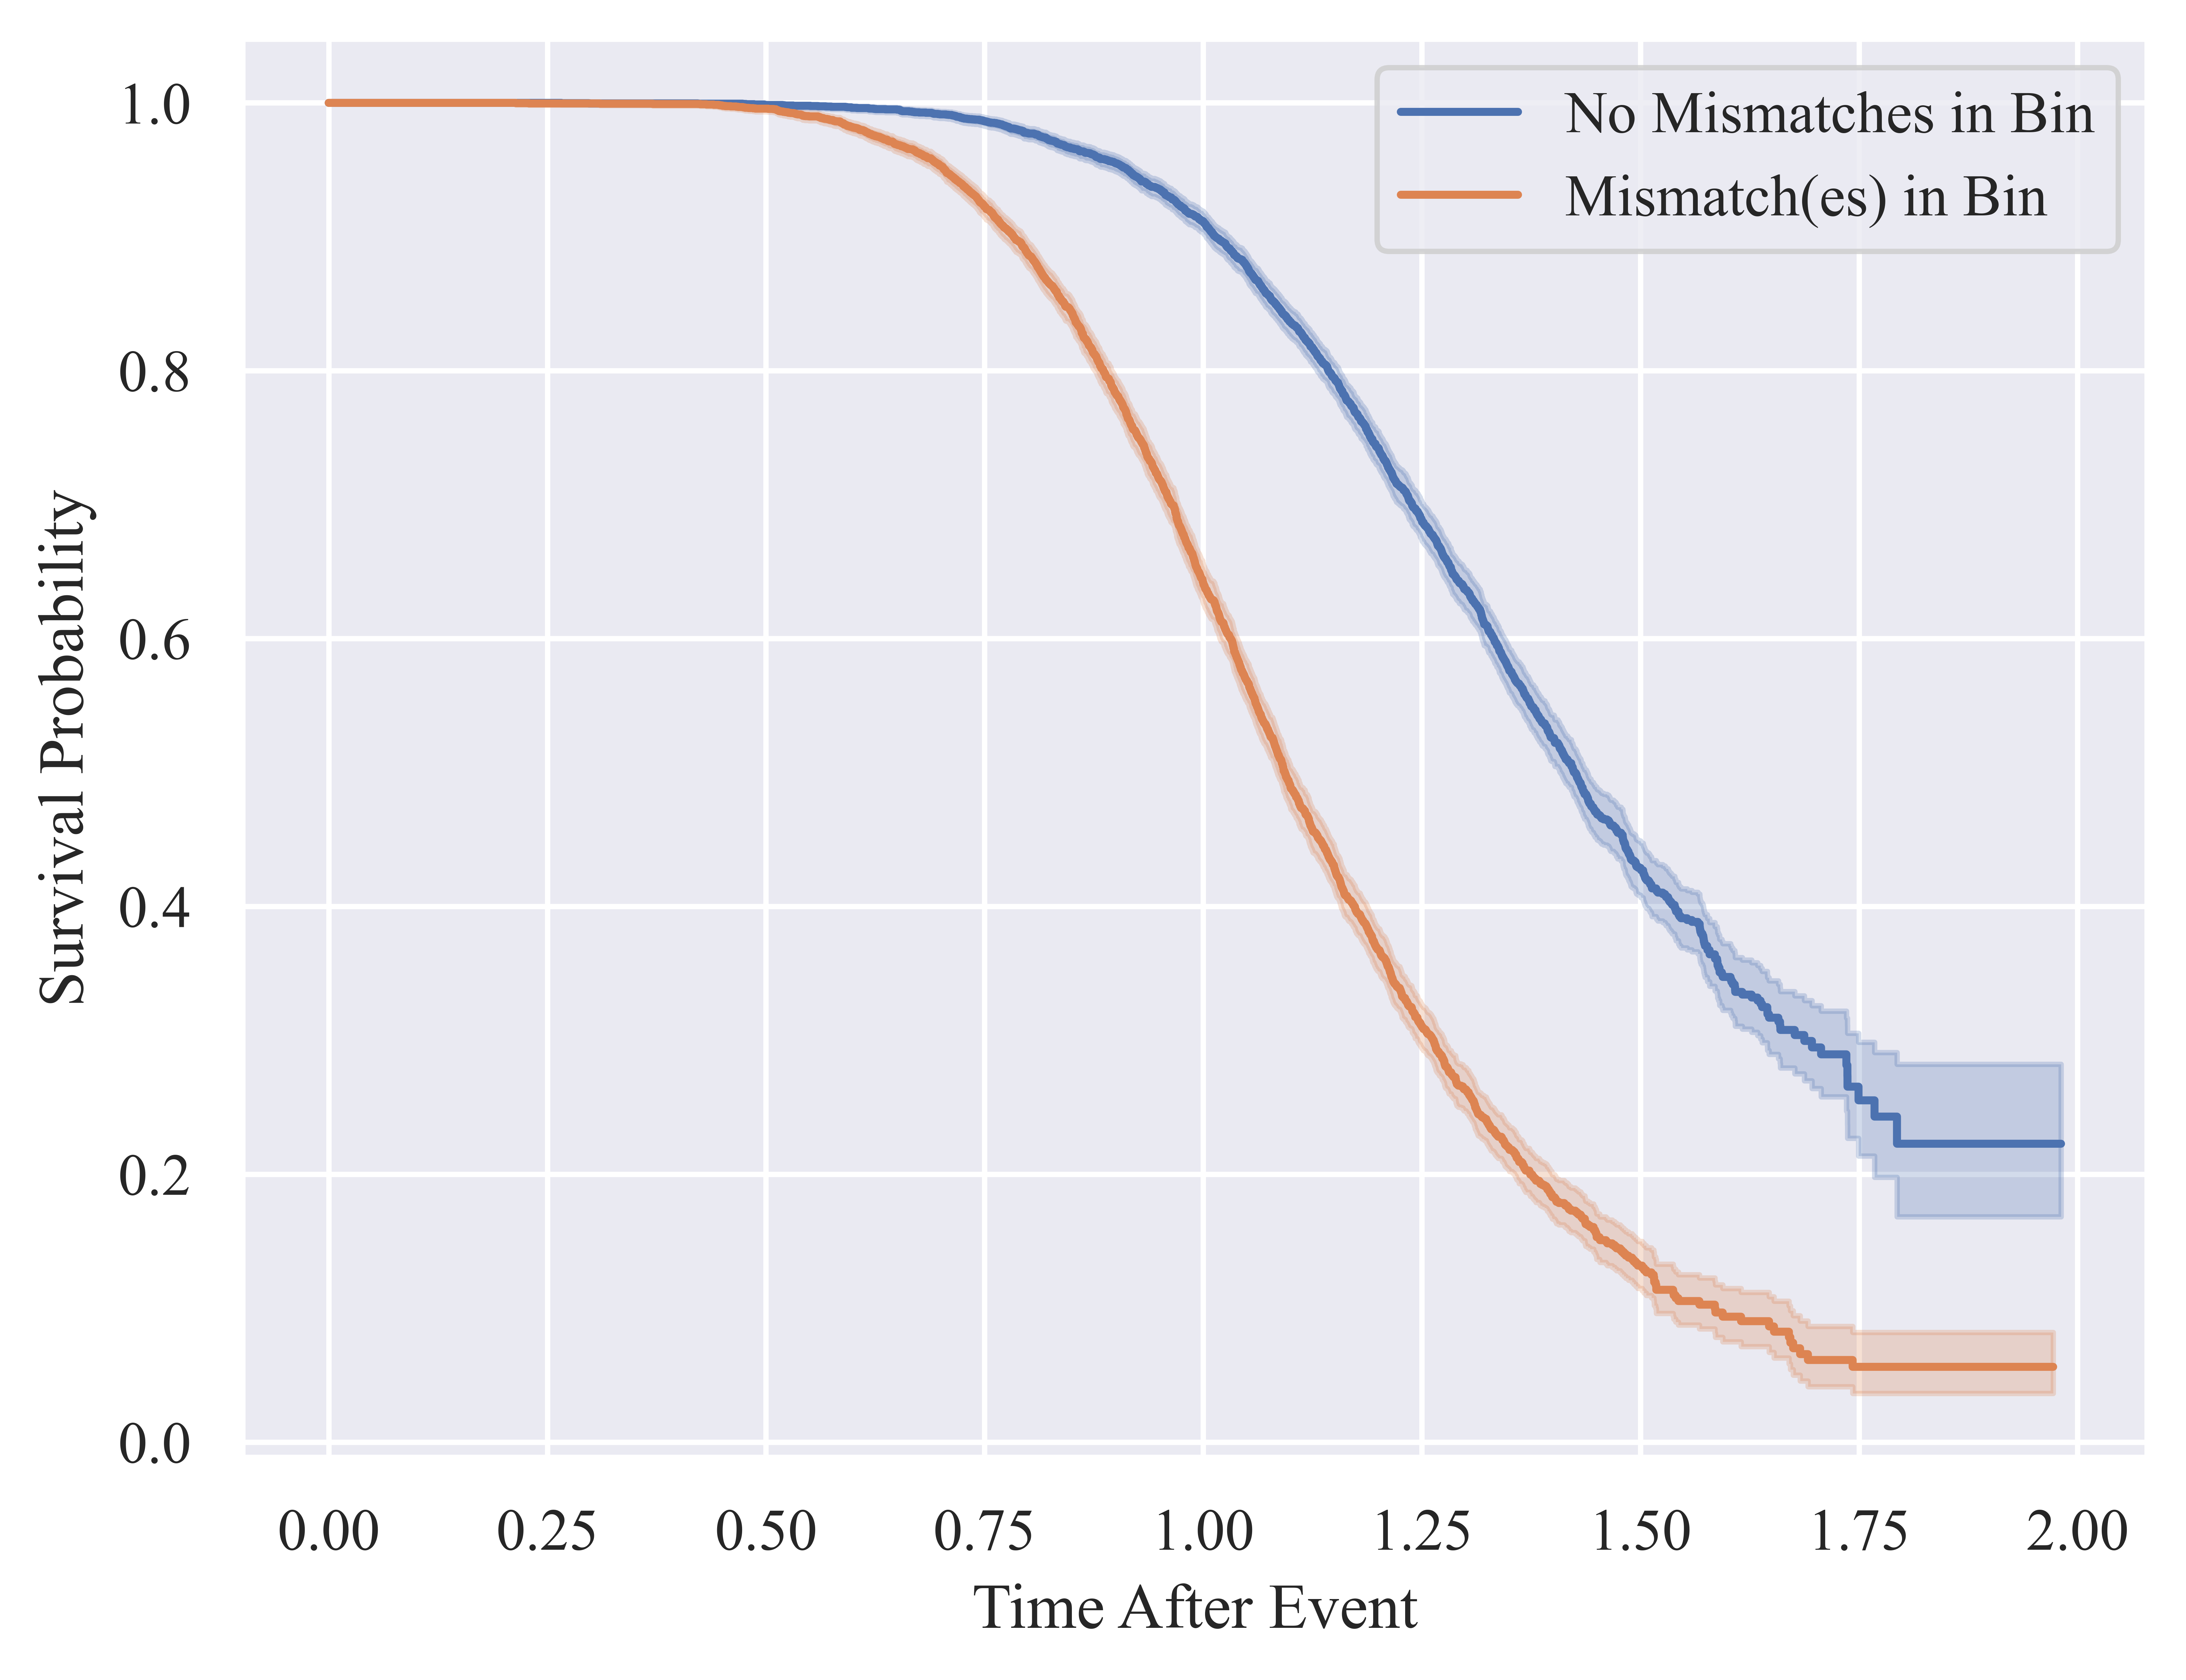 No Mismatches in Bin
Mismatch(es) in Bin
1.0
0.8
0.6
0.4
0.2
0.0
Survival Probability
0.00 0.25 0.50 0.75 1.00 1.25 1.50 1.75 2.00
Time After Event